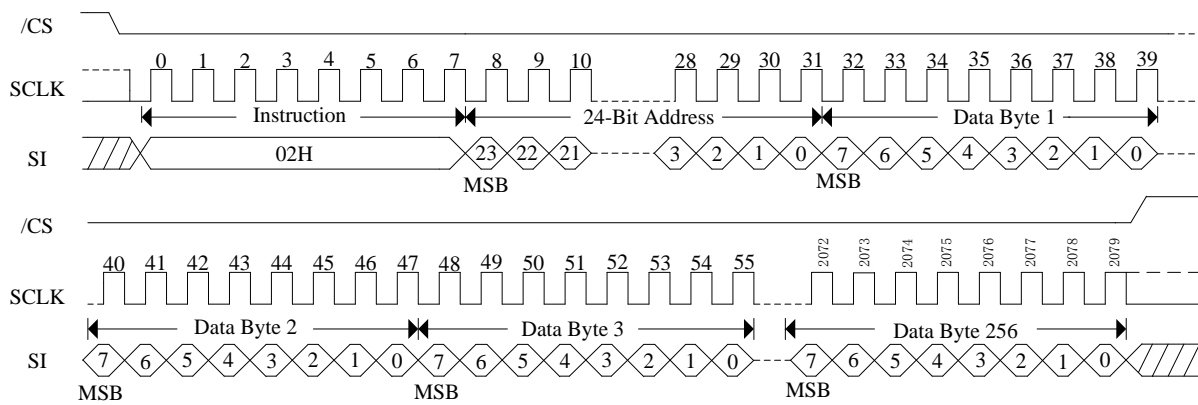 /CS
0 1 2 3 4 5 6 7 8 9 10 28 29 30 31 32 33 34 35 36 37 38 39
SCLK
Instruction 24-Bit Address Data Byte 1
SI 02H 23 22 21 3 2 1 0 7 6 5 4 3 2 1 0
MSB MSB
/CS
40 41 42 43 44 45 46 47 48 49 50 51 52 53 54 55 2072 2073 2074 2075 2076 2077 2078 2079
SCLK
Data Byte 2 Data Byte 3 Data Byte 256
SI 7 6 5 4 3 2 1 0 7 6 5 4 3 2 1 0 7 6 5 4 3 2 1 0
MSB MSB MSB